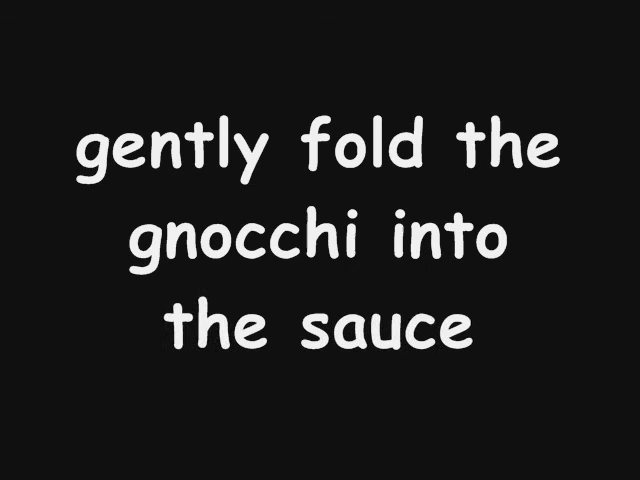 gently fold the
gnocchi into
the sauce